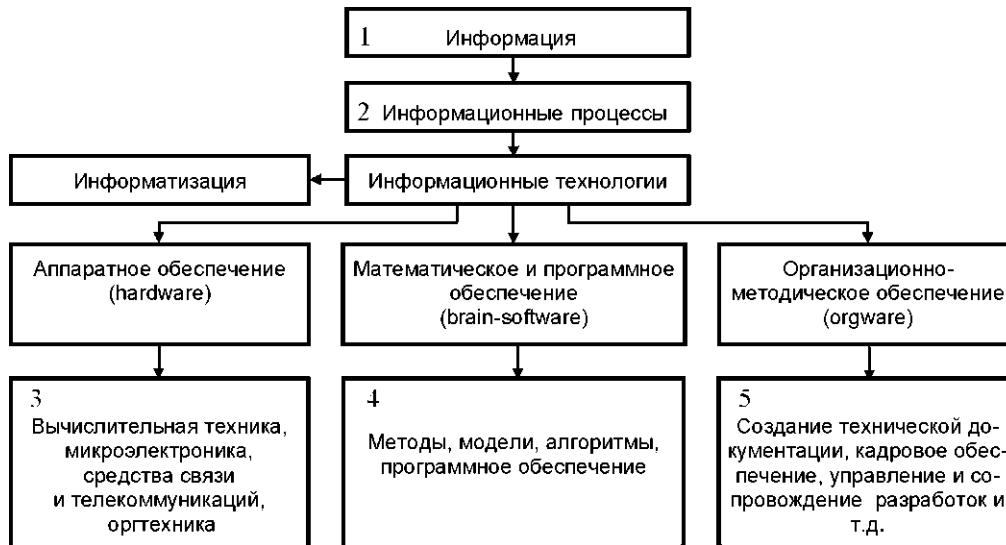 1 Информация
2 Информационные процессы
Информатизация
Информационные технологии
Аппаратное обеспечение
(hardware)
Математическое и программное
обеспечение
(brain-software)
Организационно-
методическое обеспечение
(orgware)
3
Вычислительная техника,
микроэлектроника,
средства связи
и телекоммуникаций,
оргтехника
4
Методы, модели, алгоритмы,
программное обеспечение
5
Создание технической до-
кументации, кадровое обес-
печение, управление и со-
провождение разработок и
т.д.